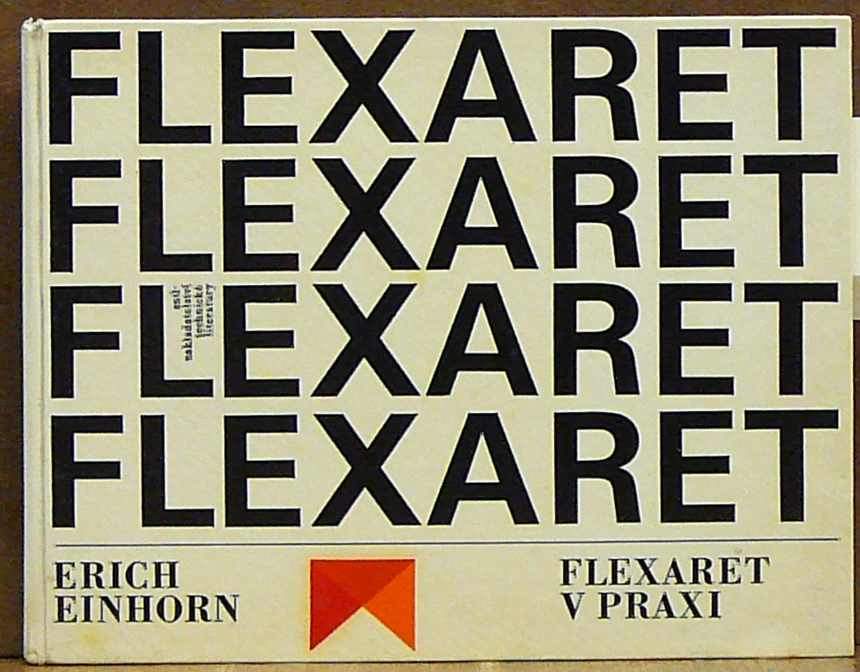 FLEXARET
FLEXARET
FLEXARET
sntl-
nakladatelství
technické
literatury
FLEXARET
ERICH
EINHORN
FLEXARET
V PRAXI